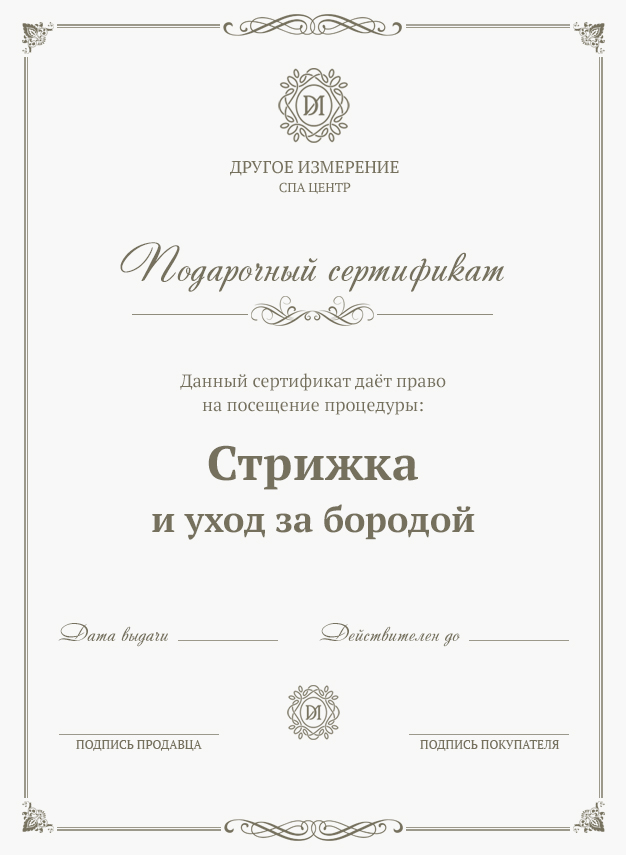 ДИ
ДРУГОЕ ИЗМЕРЕНИЕ
СПА ЦЕНТР
Подарочный сертификат
Данный сертификат даёт право
на посещение процедуры:
Стрижка
и уход за бородой
Дата выдачи Действителен до
ДИ
ПОДПИСЬ ПРОДАВЦА ПОДПИСЬ ПОКУПАТЕЛЯ